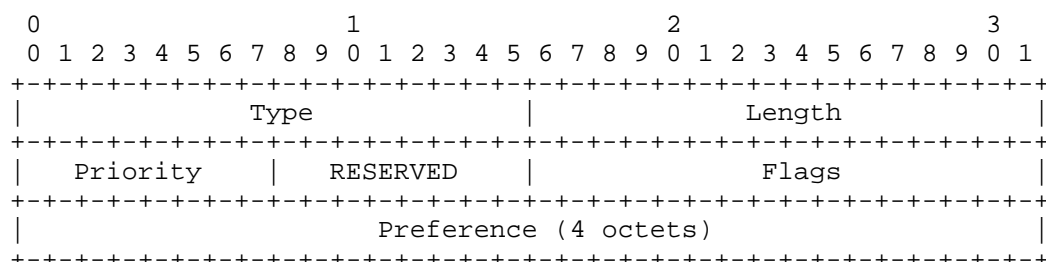 0                   1                   2                   3
 0 1 2 3 4 5 6 7 8 9 0 1 2 3 4 5 6 7 8 9 0 1 2 3 4 5 6 7 8 9 0 1
+-+-+-+-+-+-+-+-+-+-+-+-+-+-+-+-+-+-+-+-+-+-+-+-+-+-+-+-+-+-+-+-+
|              Type             |             Length            |
+-+-+-+-+-+-+-+-+-+-+-+-+-+-+-+-+-+-+-+-+-+-+-+-+-+-+-+-+-+-+-+-+
|   Priority    |   RESERVED    |              Flags            |
+-+-+-+-+-+-+-+-+-+-+-+-+-+-+-+-+-+-+-+-+-+-+-+-+-+-+-+-+-+-+-+-+
|                      Preference (4 octets)                    |
+-+-+-+-+-+-+-+-+-+-+-+-+-+-+-+-+-+-+-+-+-+-+-+-+-+-+-+-+-+-+-+-+